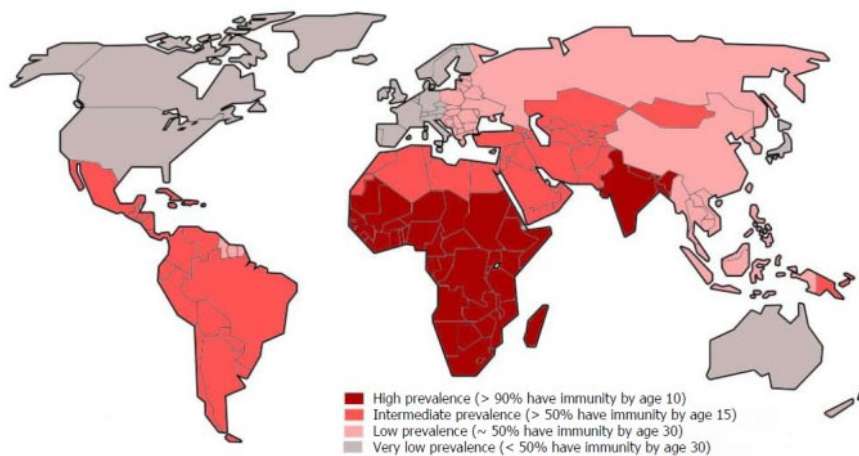 High prevalence (> 90% have immunity by age 10)
Intermediate prevalence (> 50% have immunity by age 15)
Low prevalence (~ 50% have immunity by age 30)
Very low prevalence (< 50% have immunity by age 30)